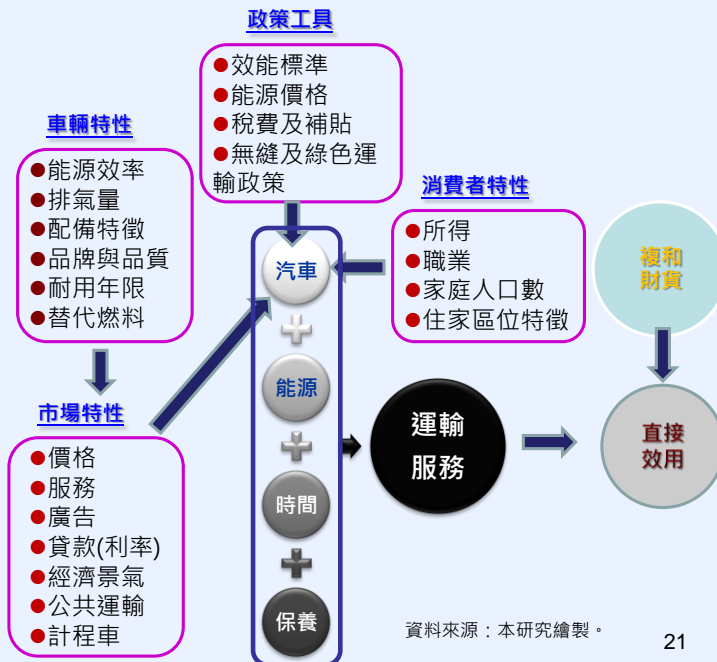 政策工具
●效能標準
●能源價格
●稅費及補貼
●無縫及綠色運
輸政策
車輛特性
●能源效率
●排氣量
●配備特徵
●品牌與品質
●耐用年限
●替代燃料
消費者特性
●所得
●職業
●家庭人口數
●住家區位特徵
複和
財貨
汽車
能源
時間
保養
運輸
服務
直接
效用
市場特性
●價格
●服務
●廣告
●貸款(利率)
●經濟景氣
●公共運輸
●計程車
資料來源：本研究繪製。
21